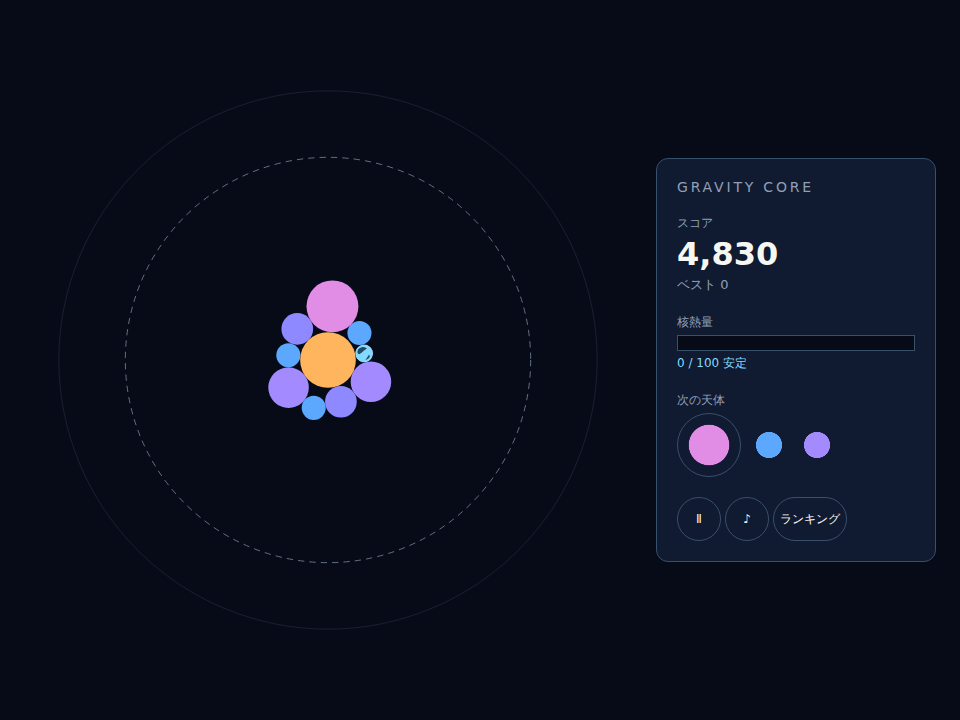 GRAVITY CORE
スコア
4,830
ベスト 0
核熱量
0 / 100 安定
次の天体
Ⅱ
♪
ランキング